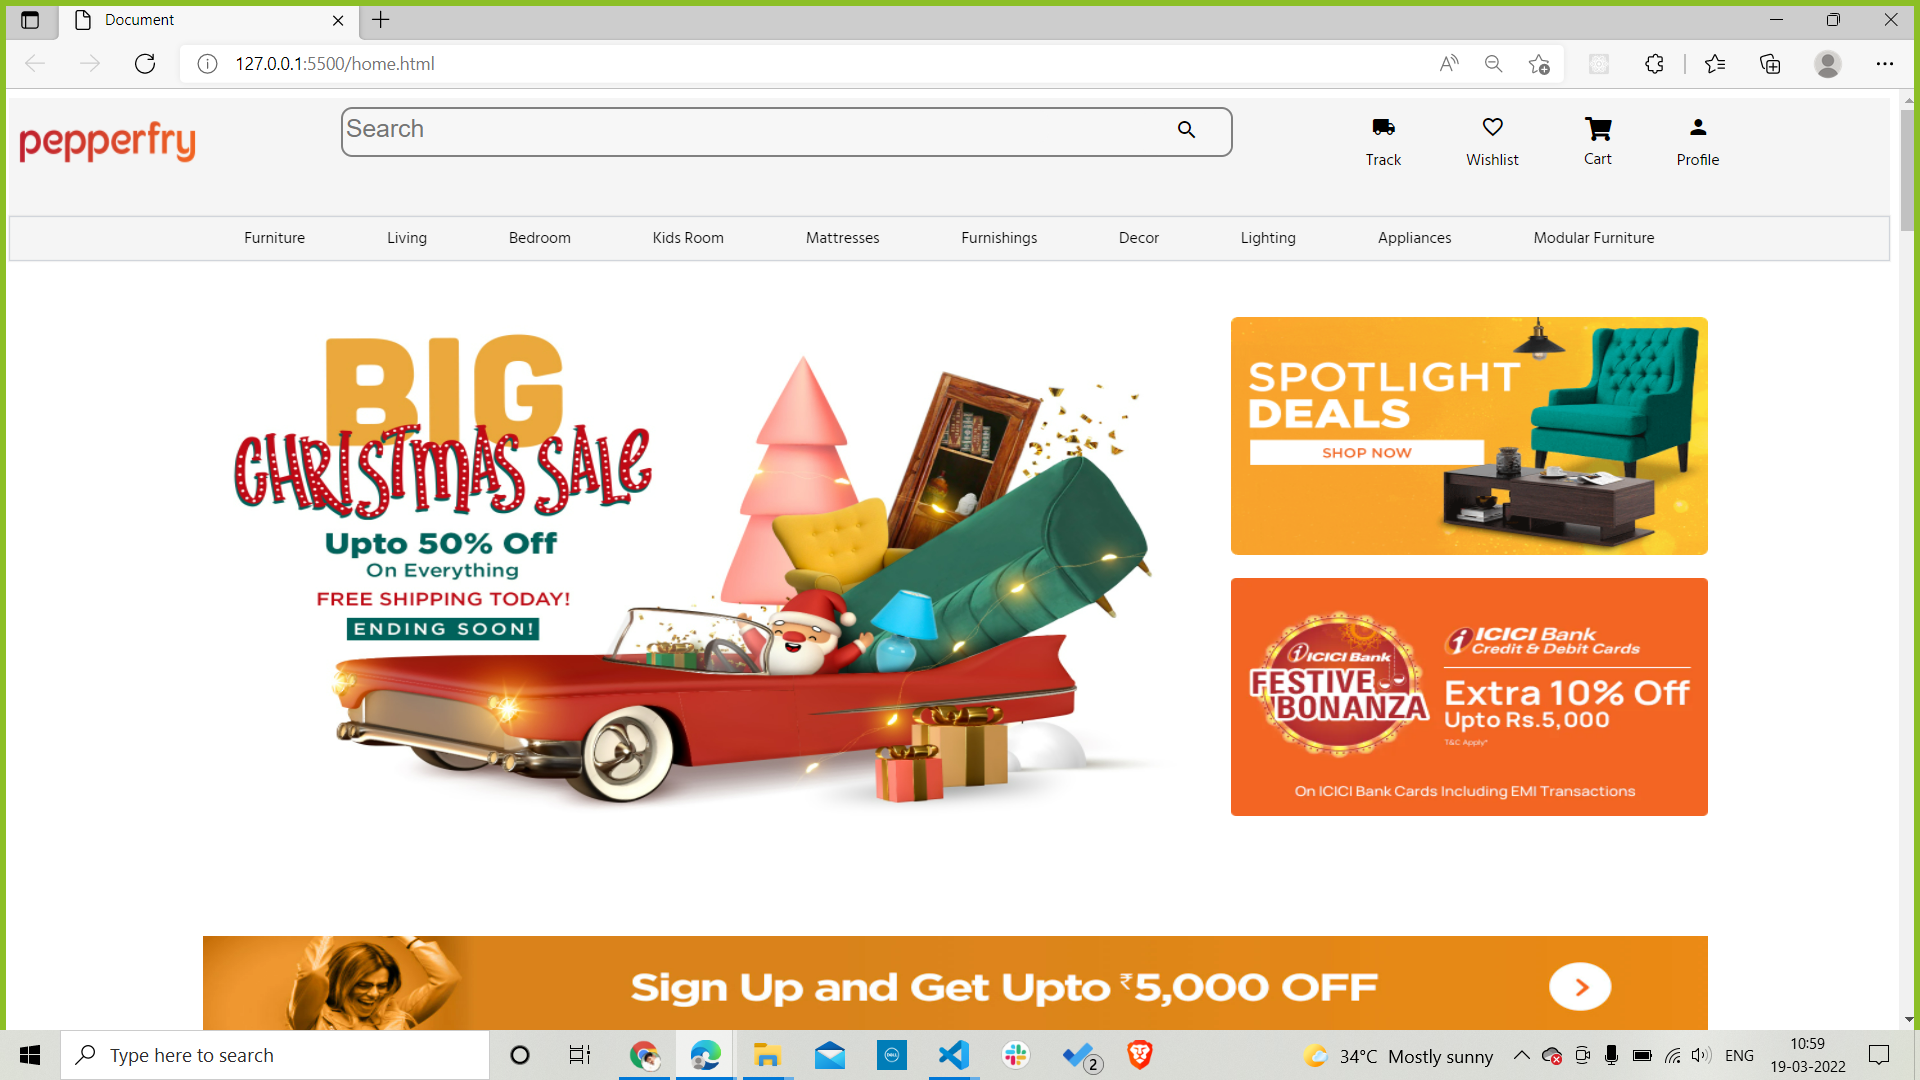 Document
127.0.0.1:5500/home.html
pepperfry
Search
Track
Wishlist
Cart
Profile
Furniture
Living
Bedroom
Kids Room
Mattresses
Furnishings
Decor
Lighting
Appliances
Modular Furniture
BIG
CHRISTMAS SALE
Upto 50% Off
On Everything
FREE SHIPPING TODAY!
ENDING SOON!
SPOTLIGHT
DEALS
SHOP NOW
ICICI Bank
FESTIVE
BONANZA
ICICI Bank
Credit & Debit Cards
Extra 10% Off
Upto Rs.5,000
T&C Apply*
On ICICI Bank Cards Including EMI Transactions
Sign Up and Get Upto ₹5,000 OFF
Type here to search
2
34°C Mostly sunny
ENG
10:59
19-03-2022